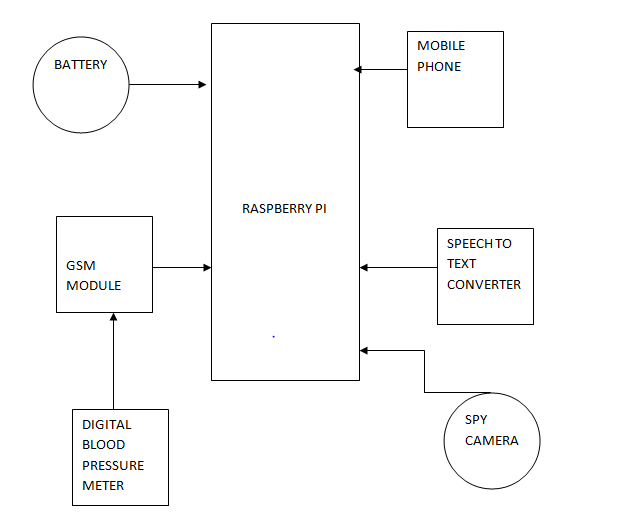 BATTERY
MOBILE
PHONE
RASPBERRY PI
GSM
MODULE
SPEECH TO
TEXT
CONVERTER
DIGITAL
BLOOD
PRESSURE
METER
SPY
CAMERA